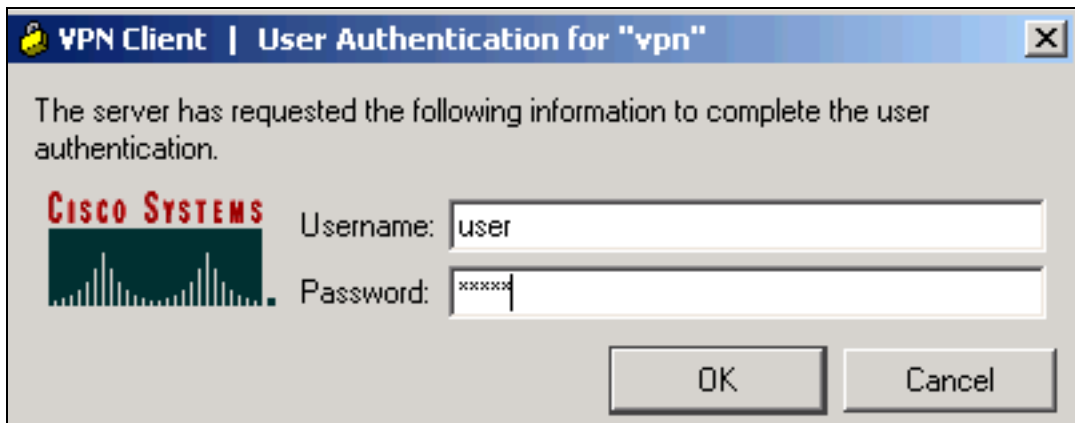 VPN Client | User Authentication for "vpn"
The server has requested the following information to complete the user
authentication.
CISCO SYSTEMS
Username: user
Password: *****
OK Cancel